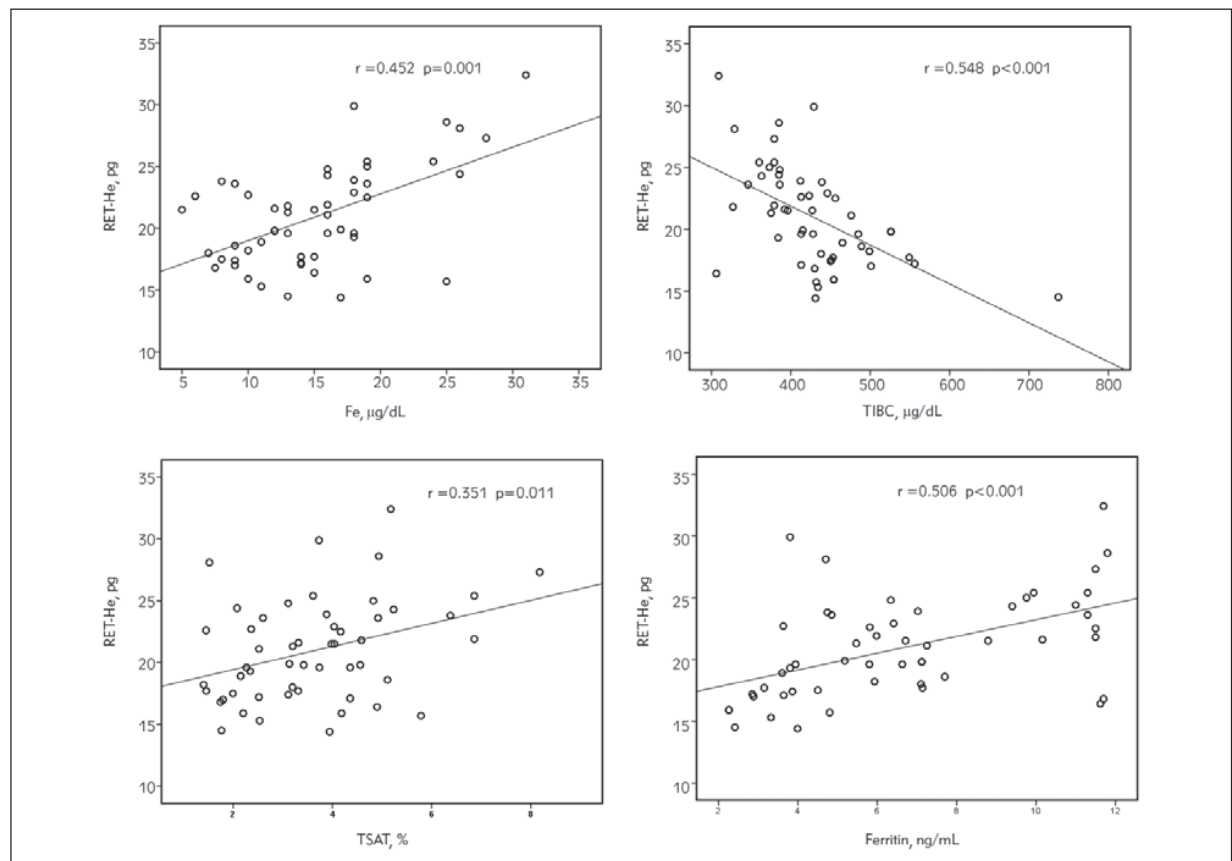 35
30
25
20
15
10
RET-He, pg
r=0.452 p=0.001
5 10 15 20 25 30 35
Fe, μg/dL
35
30
25
20
15
10
RET-He, pg
r=0.548 p<0.001
300 400 500 600 700 800
TIBC, μg/dL
35
30
25
20
15
10
RET-He, pg
r=0.351 p=0.011
2 4 6 8
TSAT, %
35
30
25
20
15
10
RET-He, pg
r=0.506 p<0.001
2 4 6 8 10 12
Ferritin, ng/mL